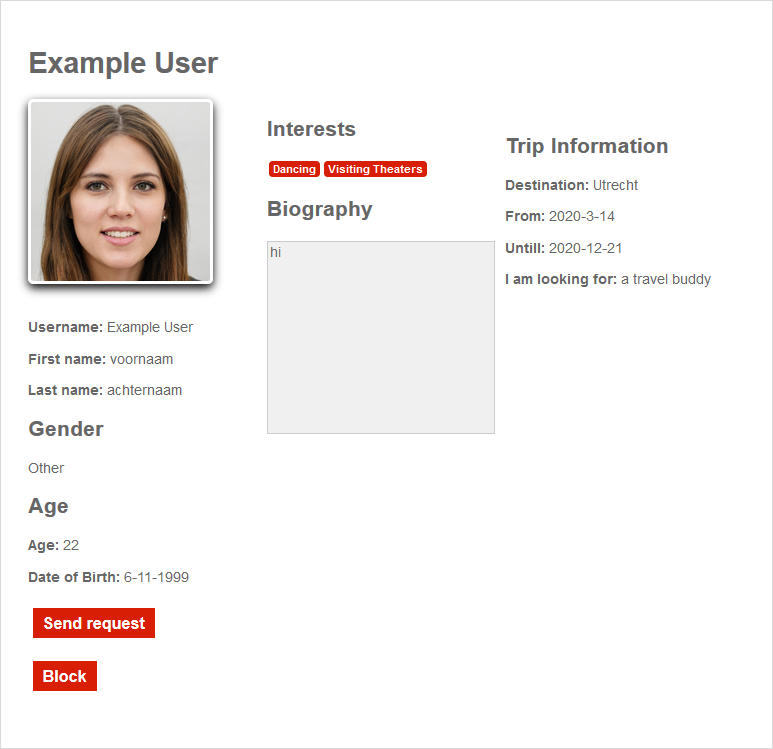 Example User
Username: Example User
First name: voornaam
Last name: achternaam
Gender
Other
Age
Age: 22
Date of Birth: 6-11-1999
Send request
Block
Interests
Dancing Visiting Theaters
Biography
hi
Trip Information
Destination: Utrecht
From: 2020-3-14
Untill: 2020-12-21
I am looking for: a travel buddy